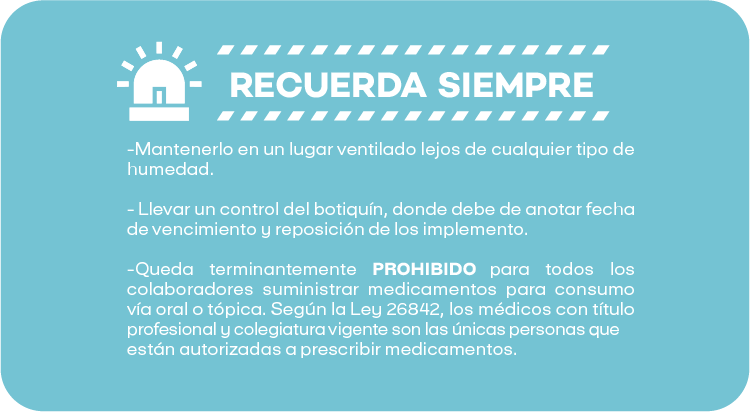 RECUERDA SIEMPRE
-Mantenerlo en un lugar ventilado lejos de cualquier tipo de
humedad.
- Llevar un control del botiquín, donde debe de anotar fecha
de vencimiento y reposición de los implemento.
-Queda terminantemente PROHIBIDO para todos los
colaboradores suministrar medicamentos para consumo
vía oral o tópica. Según la Ley 26842, los médicos con título
profesional y colegiatura vigente son las únicas personas que
están autorizadas a prescribir medicamentos.